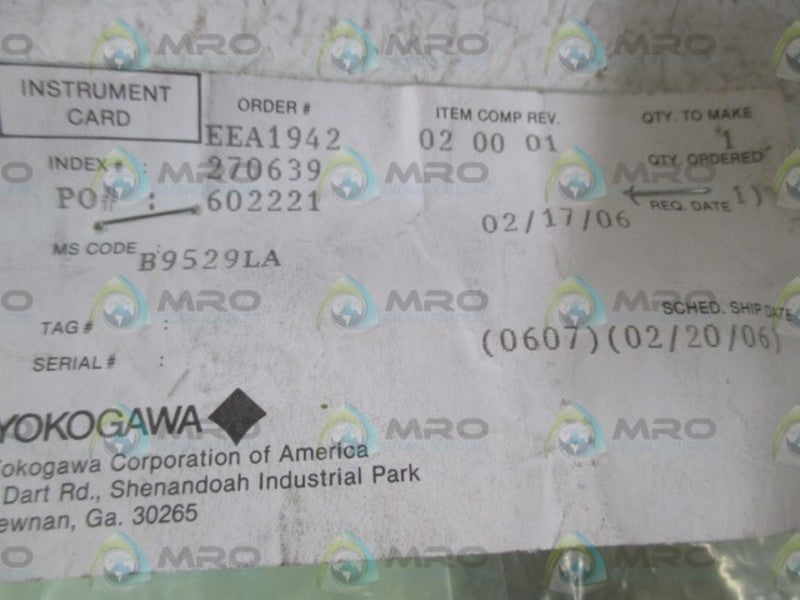 INSTRUMENT CARD
ORDER # EEA1942
ITEM COMP REV. 02 00 01
QTY. TO MAKE 1
INDEX # : 270639
QTY. ORDERED 1)
PO# : 602221
REQ. DATE 02/17/06
MS CODE : B9529LA
TAG # :
SCHED. SHIP DATE (0607)(02/20/06)
SERIAL # :
YOKOGAWA
Yokogawa Corporation of America
Dart Rd., Shenandoah Industrial Park
ewnan, Ga. 30265
MRO